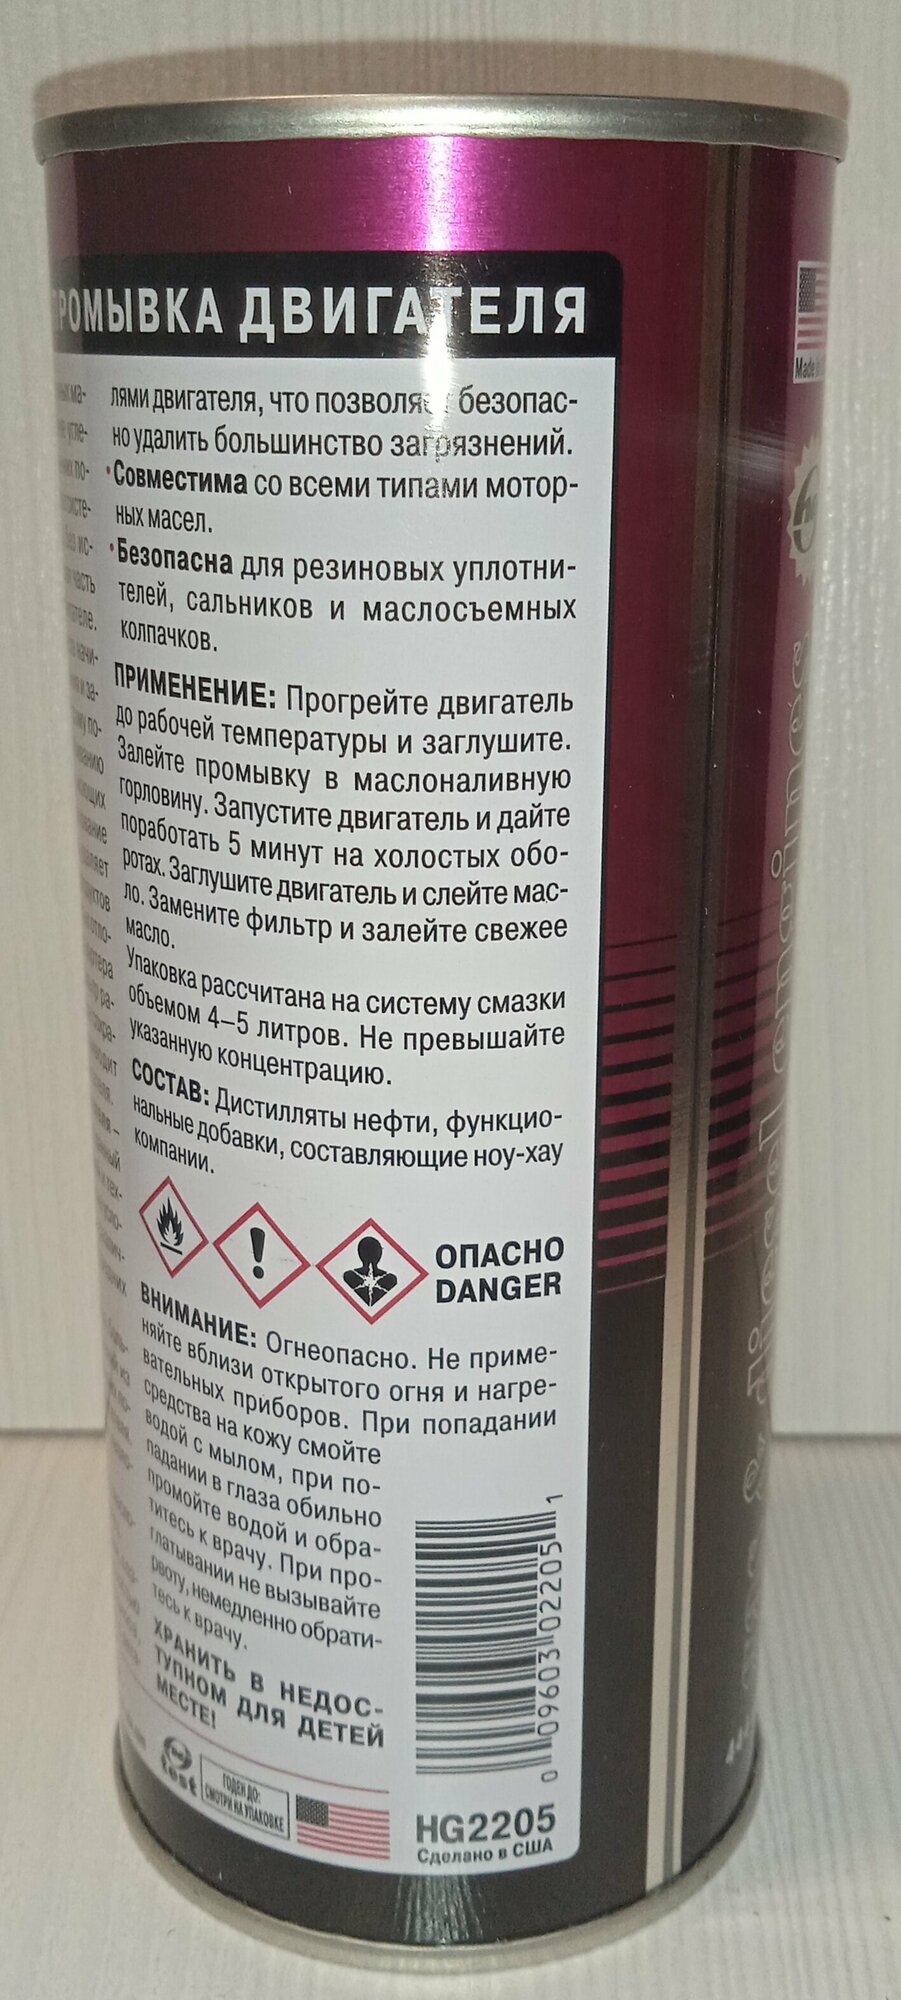 ПРОМЫВКА ДВИГАТЕЛЯ
лями двигателя, что позволяет безопас-
но удалить большинство загрязнений.
• Совместима со всеми типами мотор-
ных масел.
• Безопасна для резиновых уплотни-
телей, сальников и маслосъемных
колпачков.
ПРИМЕНЕНИЕ: Прогрейте двигатель
до рабочей температуры и заглушите.
Залейте промывку в маслоналивную
горловину. Запустите двигатель и дайте
поработать 5 минут на холостых обо-
ротах. Заглушите двигатель и слейте мас-
ло. Замените фильтр и залейте свежее
масло.
Упаковка рассчитана на систему смазки
объемом 4–5 литров. Не превышайте
указанную концентрацию.
СОСТАВ: Дистилляты нефти, функцио-
нальные добавки, составляющие ноу-хау
компании.
ОПАСНО
DANGER
ВНИМАНИЕ: Огнеопасно. Не приме-
няйте вблизи открытого огня и нагре-
вательных приборов. При попадании
средства на кожу смойте
водой с мылом, при по-
падании в глаза обильно
промойте водой и обра-
титесь к врачу. При про-
глатывании не вызывайте
рвоту, немедленно обрати-
тесь к врачу.
ХРАНИТЬ В НЕДОС-
ТУПНОМ ДЛЯ ДЕТЕЙ
МЕСТЕ!
test
ГОДЕН ДО:
СМОТРИ НА УПАКОВКЕ
0 09603 02205 1
HG2205
Сделано в США
Made in
diesel engines